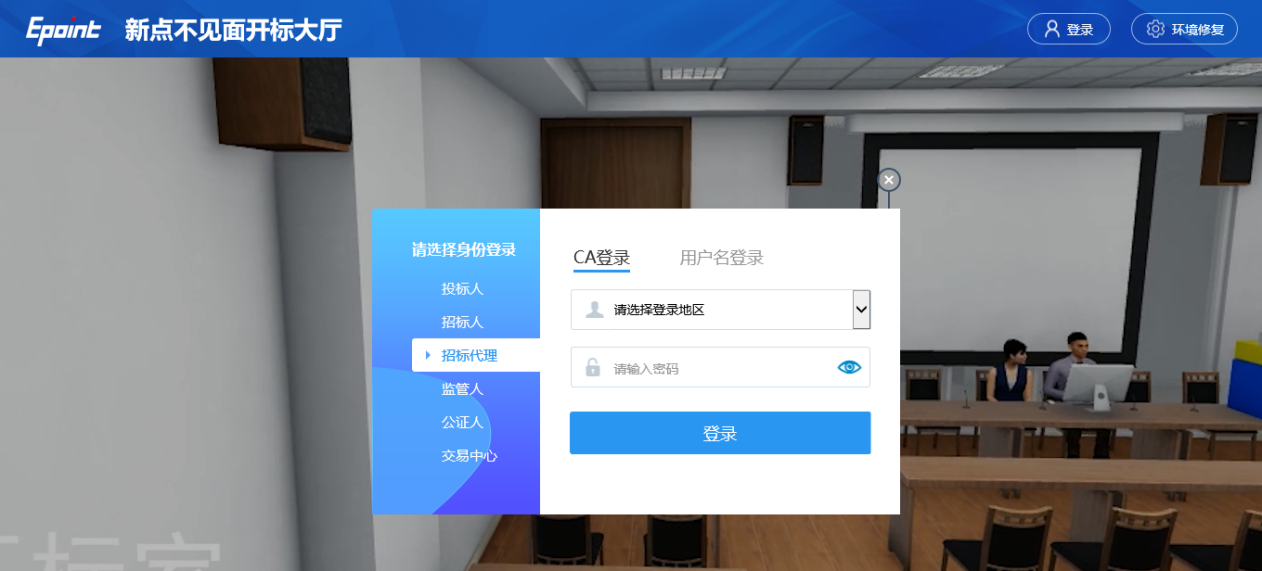 Epoint 新点不见面开标大厅
登录
环境修复
请选择身份登录
投标人
招标人
招标代理
监管人
公证人
交易中心
CA登录
用户名登录
请选择登录地区
请输入密码
登录